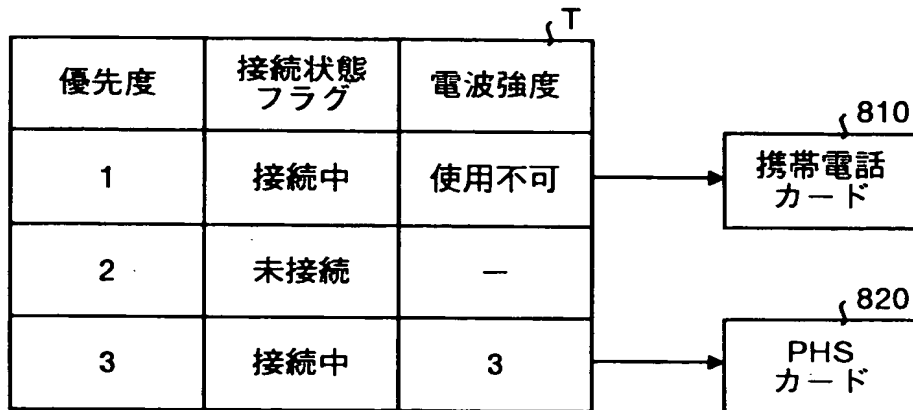 T
優先度
接続状態
フラグ
電波強度
810
1
接続中
使用不可
携帯電話
カード
2
未接続
—
820
3
接続中
3
PHS
カード